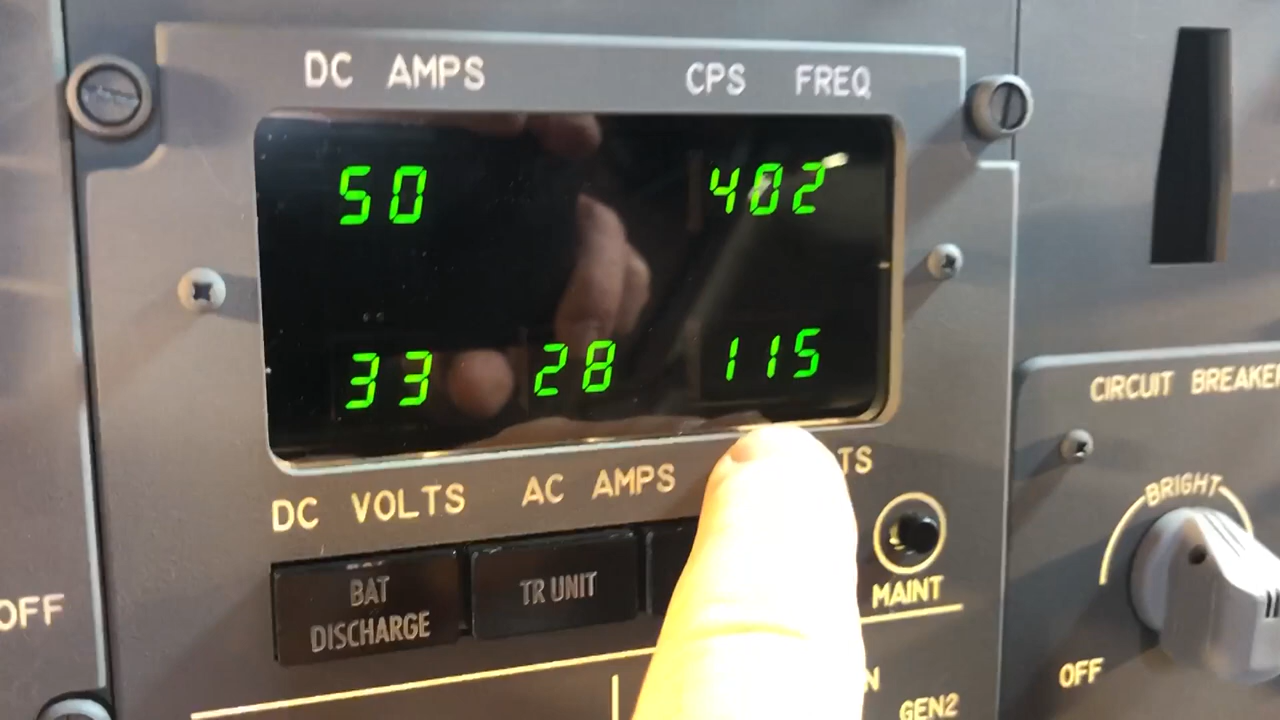 DC AMPS CPS FREQ
50 402
33 28 115
DC VOLTS AC AMPS
BAT
DISCHARGE
TR UNIT
MAINT
GEN2
OFF
CIRCUIT
BRIGHT
OFF